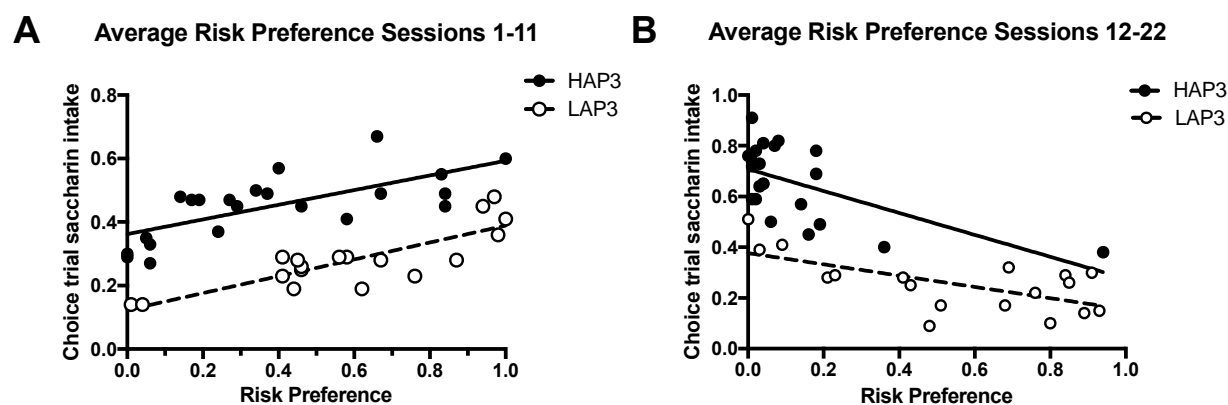 A
Average Risk Preference Sessions 1-11
HAP3
LAP3
Choice trial saccharin intake
0.8
0.6
0.4
0.2
0.0
0.0 0.2 0.4 0.6 0.8 1.0
Risk Preference
B
Average Risk Preference Sessions 12-22
HAP3
LAP3
Choice trial saccharin intake
1.0
0.8
0.6
0.4
0.2
0.0
0.0 0.2 0.4 0.6 0.8 1.0
Risk Preference